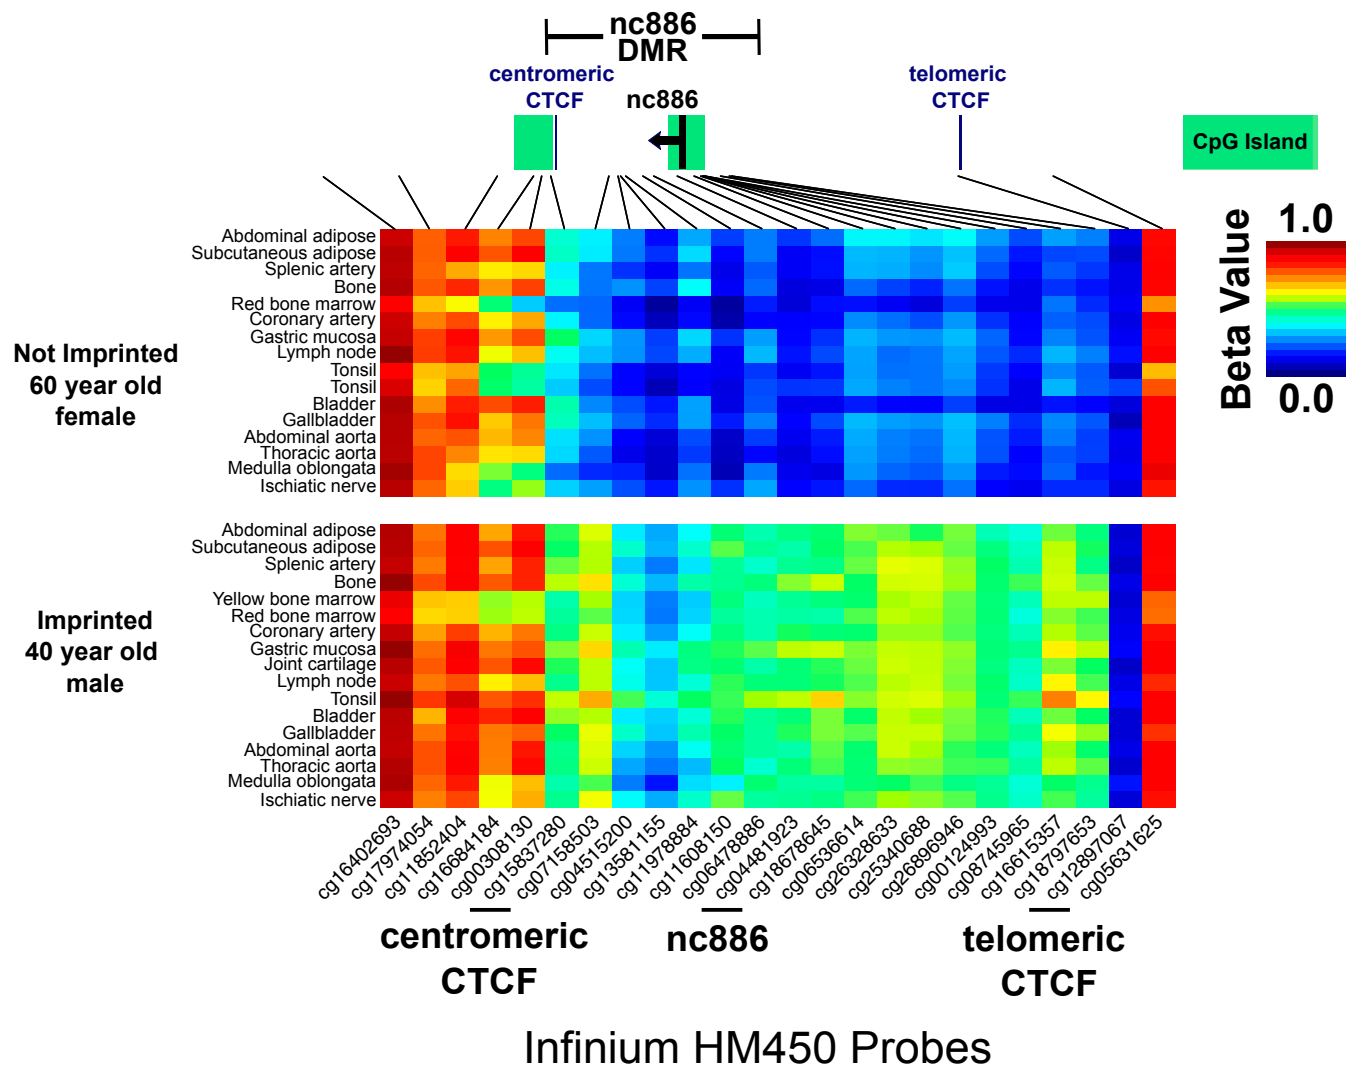 nc886
DMR
centromeric
CTCF
nc886
telomeric
CTCF
CpG Island
Beta Value
1.0
0.0
Not Imprinted
60 year old
female
Abdominal adipose
Subcutaneous adipose
Splenic artery
Bone
Red bone marrow
Coronary artery
Gastric mucosa
Lymph node
Tonsil
Tonsil
Bladder
Gallbladder
Abdominal aorta
Thoracic aorta
Medulla oblongata
Ischiatic nerve
Imprinted
40 year old
male
Abdominal adipose
Subcutaneous adipose
Splenic artery
Bone
Yellow bone marrow
Red bone marrow
Coronary artery
Gastric mucosa
Joint cartilage
Lymph node
Tonsil
Bladder
Gallbladder
Abdominal aorta
Thoracic aorta
Medulla oblongata
Ischiatic nerve
cg16402693
cg17974054
cg11852404
cg16684184
cg00308130
cg15837280
cg07158503
cg04515200
cg13581155
cg11978884
cg11608150
cg06478886
cg04481923
cg18678645
cg06536614
cg26328633
cg25340688
cg26896946
cg00124993
cg08745965
cg16615357
cg18797653
cg12897067
cg05631625
centromeric
CTCF
nc886
telomeric
CTCF
Infinium HM450 Probes